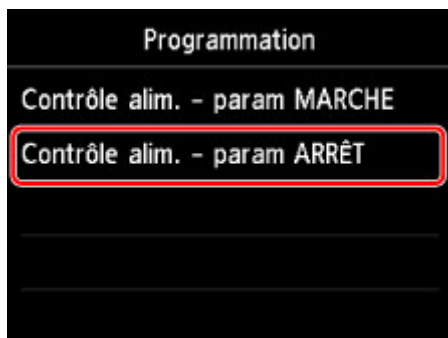 Programmation
Contrôle alim. – param MARCHE
Contrôle alim. – param ARRÊT